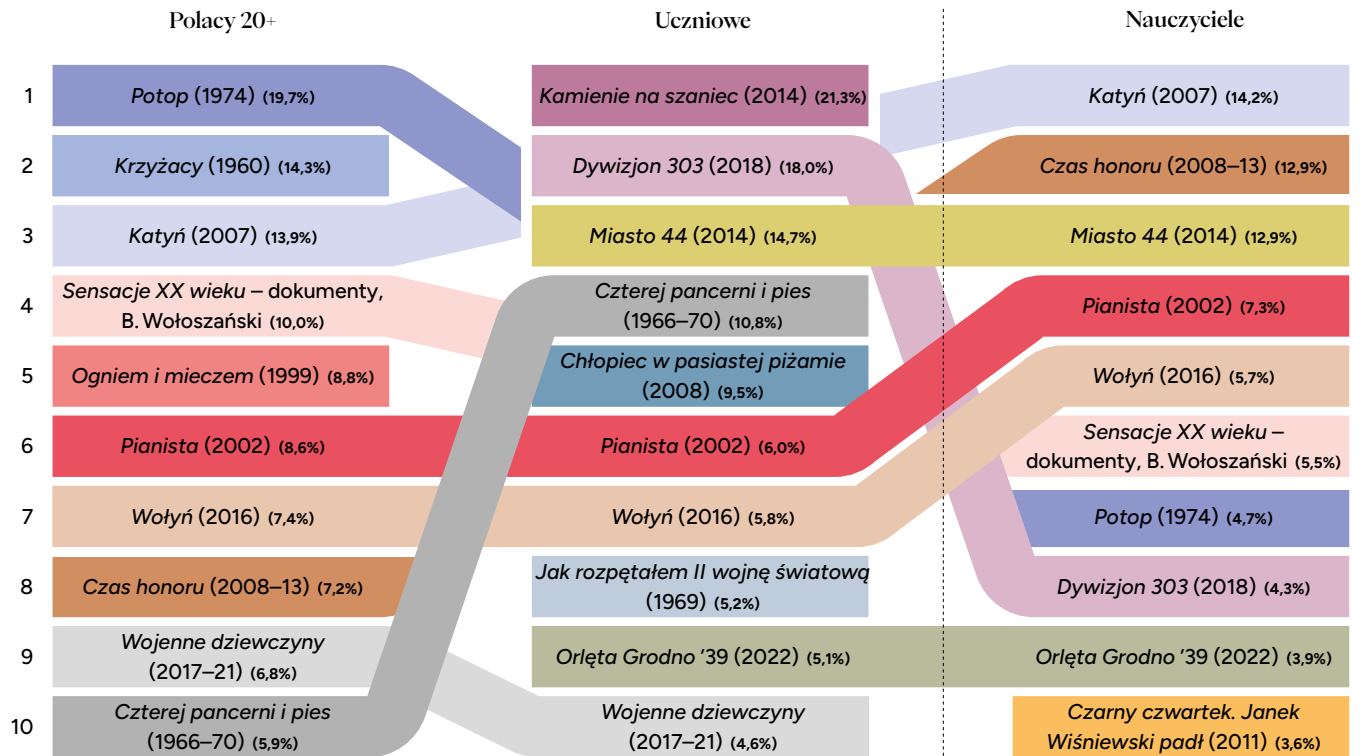 Polacy 20+
Uczniowe
Nauczyciele
1
Potop (1974) (19,7%)
Kamienie na szaniec (2014) (21,3%)
Katyń (2007) (14,2%)
2
Krzyżacy (1960) (14,3%)
Dywizjon 303 (2018) (18,0%)
Czas honoru (2008–13) (12,9%)
3
Katyń (2007) (13,9%)
Miasto 44 (2014) (14,7%)
Miasto 44 (2014) (12,9%)
4
Sensacje XX wieku – dokumenty,
B. Wołoszański (10,0%)
Czterej pancerni i pies
(1966–70) (10,8%)
Pianista (2002) (7,3%)
5
Ogniem i mieczem (1999) (8,8%)
Chłopiec w pasiastej piżamie
(2008) (9,5%)
Wołyń (2016) (5,7%)
6
Pianista (2002) (8,6%)
Pianista (2002) (6,0%)
Sensacje XX wieku –
dokumenty, B. Wołoszański (5,5%)
7
Wołyń (2016) (7,4%)
Wołyń (2016) (5,8%)
Potop (1974) (4,7%)
8
Czas honoru (2008–13) (7,2%)
Jak rozpętałem II wojnę światową
(1969) (5,2%)
Dywizjon 303 (2018) (4,3%)
9
Wojenne dziewczyny
(2017–21) (6,8%)
Orlęta Grodno ’39 (2022) (5,1%)
Orlęta Grodno ’39 (2022) (3,9%)
10
Czterej pancerni i pies
(1966–70) (5,9%)
Wojenne dziewczyny
(2017–21) (4,6%)
Czarny czwartek. Janek
Wiśniewski padł (2011) (3,6%)